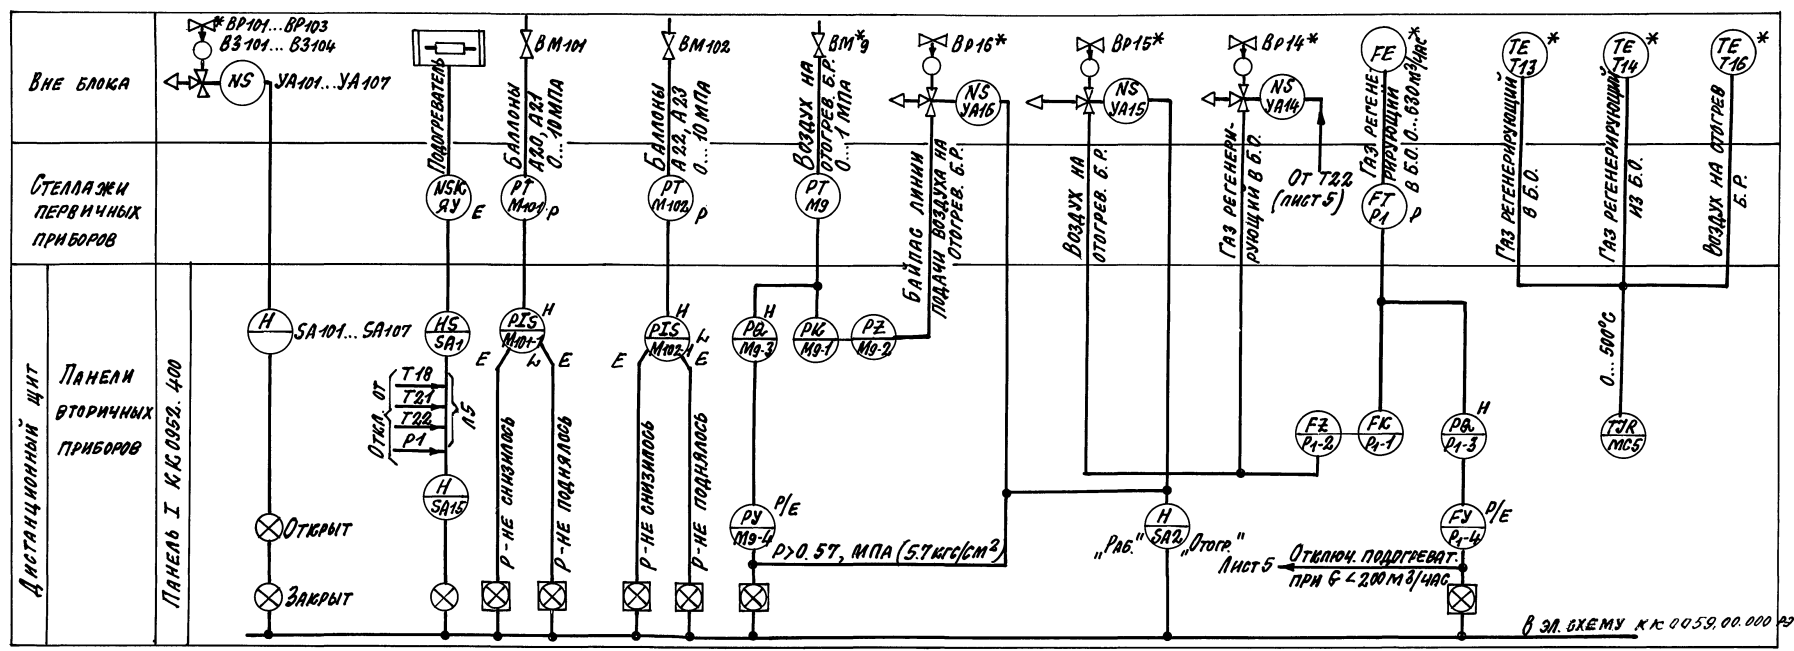 Вне блока
Стеллажи
первичных
приборов
Дистанционный щит
Панели
вторичных
приборов
Панель I КК 0952.400
* ВР101...ВР103
ВЗ101...ВЗ104
NS
УА101...УА107
H
SA101...SA107
Открыт
Закрыт
Подогреватель
NSK
ЯУ
E
HS
SA1
Откл. от
Т18
Т21
Т22
Р1
Л5
H
SA15
ВМ101
Баллоны
А20, А21
0...10 МПА
PT
М101
P
PIS
М101-1
H
L
E
E
Р-не снизилось
Р-не поднялось
ВМ102
Баллоны
А22, А23
0...10 МПА
PT
М102
P
PIS
М102-1
H
L
E
E
Р-не снизилось
Р-не поднялось
ВМ*9
Воздух на
отогрев. Б.Р.
0...1 МПА
PT
М9
H
М9-3
PK
М9-1
PZ
М9-2
PY
М9-4
P/E
Р>0.57, МПА (5.7 кгс/см²)
ВР16*
NS
УА16
Байпас линии
подачи воздуха на
отогрев. Б.Р.
ВР15*
NS
УА15
Воздух на
отогрев. Б.Р.
H
SA2
„Раб."
„Отогр."
ВР14*
NS
УА14
Газ регенери-
рующий в Б.О.
От Т22
(лист 5)
FE
*
Газ регене-
рирующий
в Б.О. 0...630 м³/час
FT
P1
P
FZ
Р1-2
FK
Р1-1
H
Р1-3
FY
Р1-4
P/E
Лист 5
Отключ. подогреват.
при G < 200 м³/час
TE
Т13
*
Газ регенерирующий
в Б.О.
TE
Т14
*
Газ регенерирующий
из Б.О.
TE
Т16
*
Воздух на отогрев
Б.Р.
0...500°С
TJR
МС5
В эл. схему КК 0059.00.000 РЭ